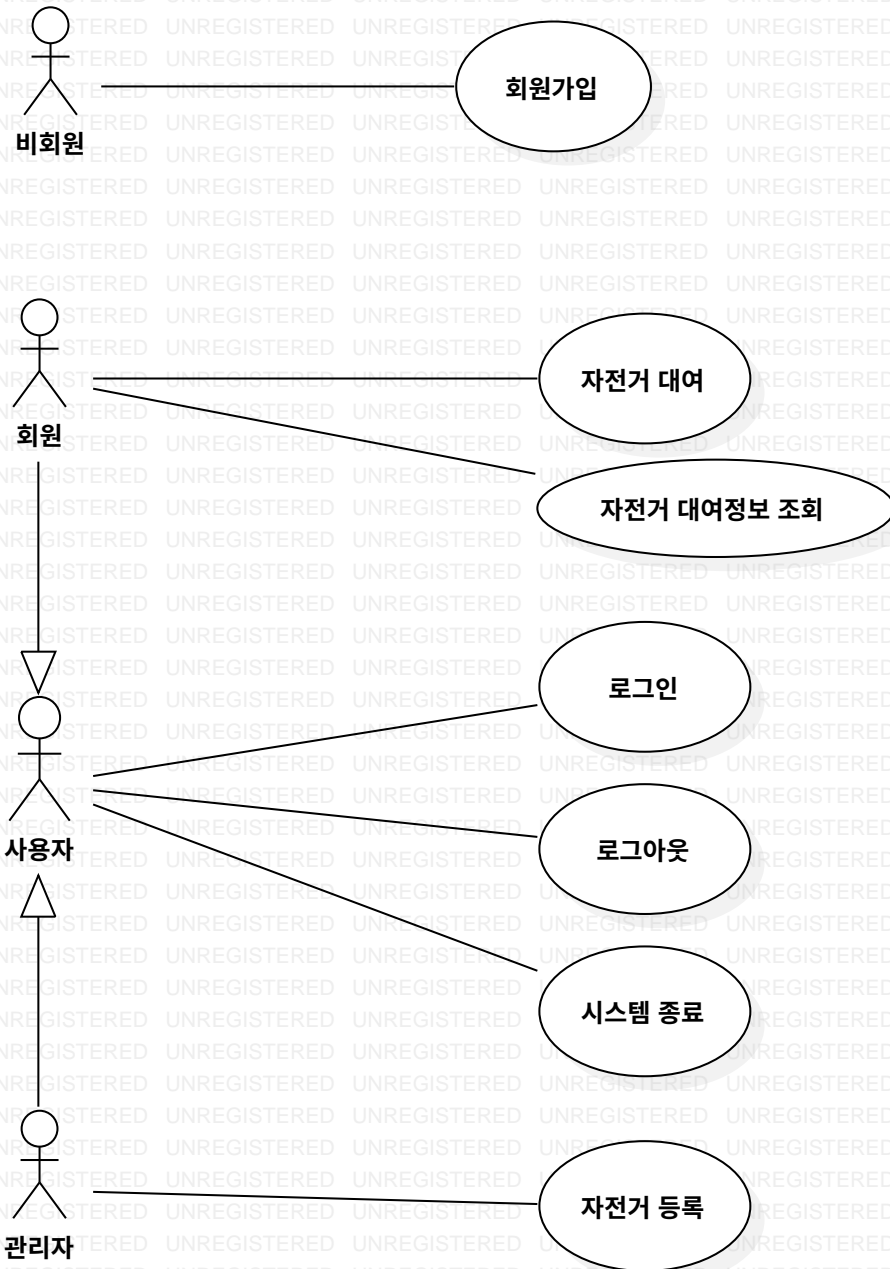 비회원
회원가입
회원
자전거 대여
자전거 대여정보 조회
사용자
로그인
로그아웃
시스템 종료
관리자
자전거 등록
UNREGISTERED